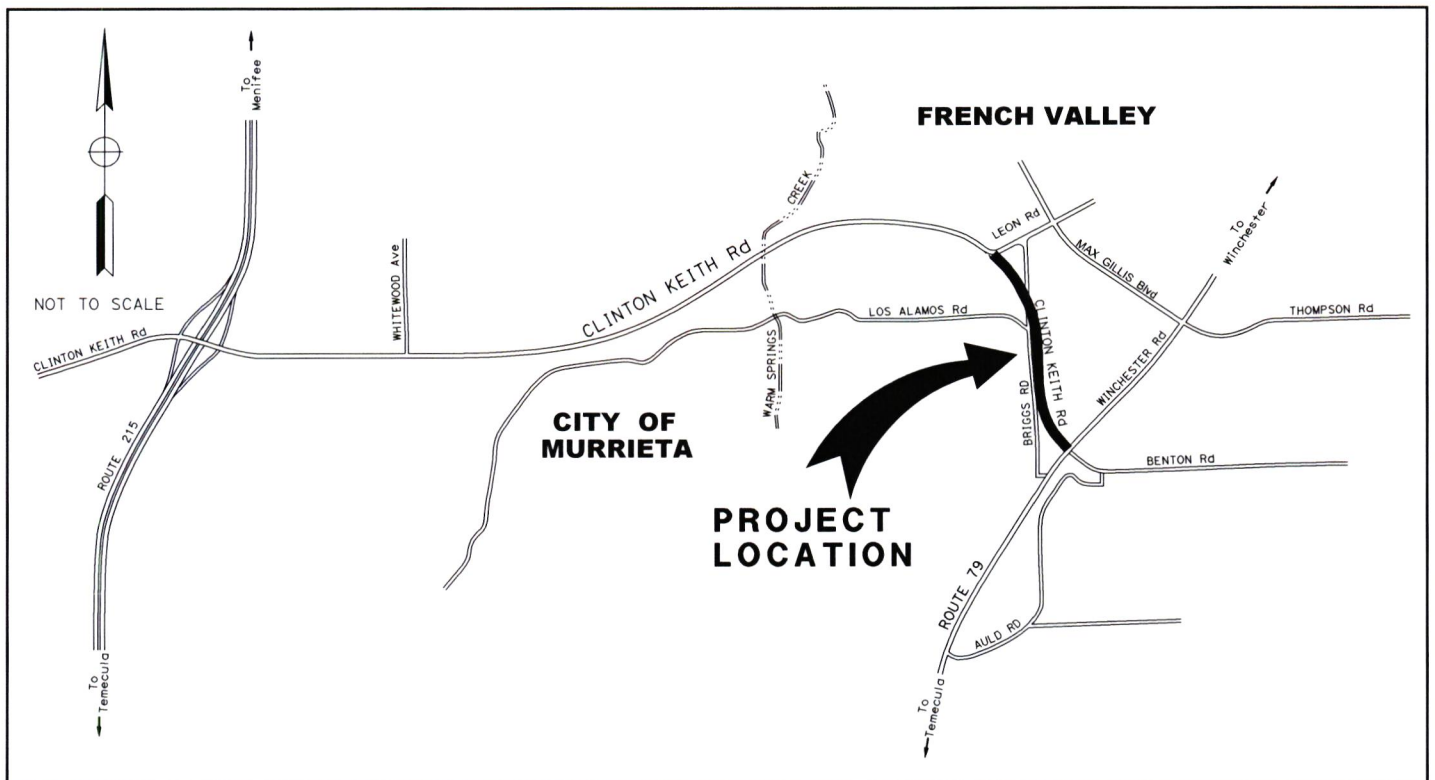 To
Menifee
FRENCH VALLEY
CREEK
LEON Rd
To
Winchester
MAX GILLIS Blvd
NOT TO SCALE
WHITEWOOD Ave
CLINTON KEITH Rd
CLINTON KEITH Rd
LOS ALAMOS Rd
CLINTON KEITH Rd
THOMPSON Rd
WINCHESTER Rd
WARM SPRINGS
BRIGGS RD
CITY OF
MURRIETA
ROUTE 215
BENTON Rd
PROJECT
LOCATION
ROUTE 79
AULD RD
To
Temecula
To
Temecula